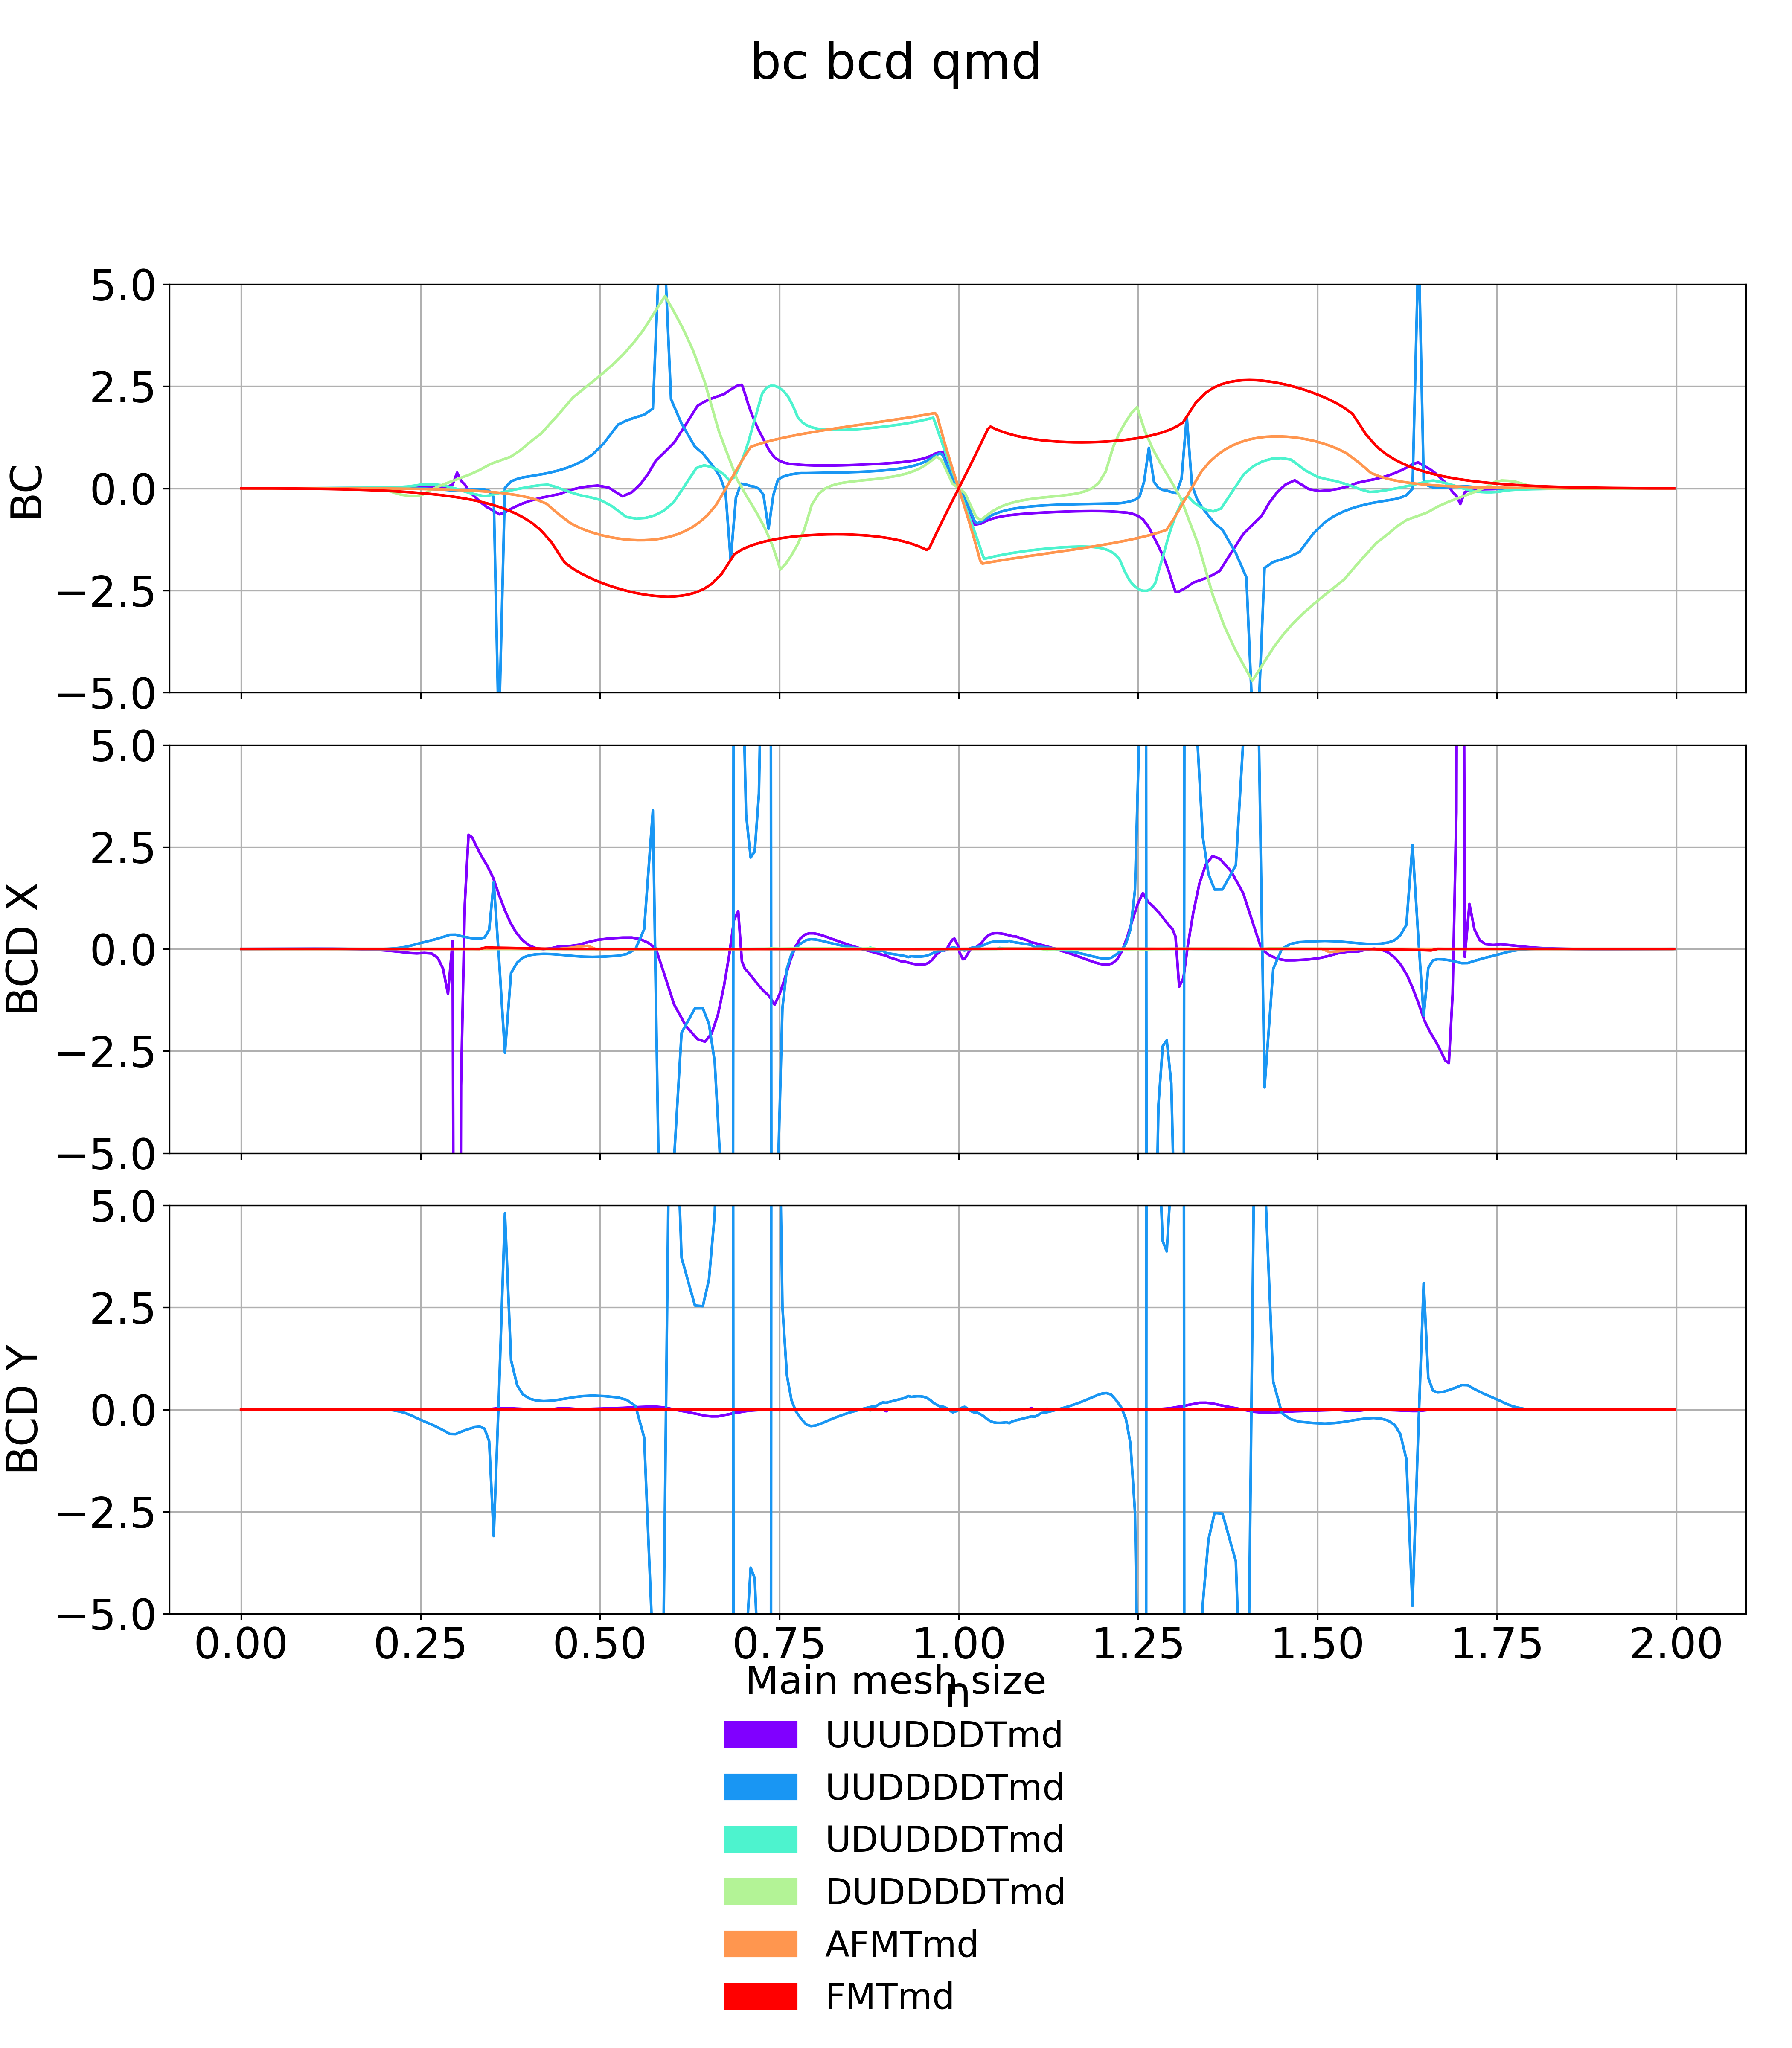 bc bcd qmd
BC
5.0
2.5
0.0
−2.5
−5.0
BCD X
5.0
2.5
0.0
−2.5
−5.0
BCD Y
5.0
2.5
0.0
−2.5
−5.0
0.00 0.25 0.50 0.75 1.00 1.25 1.50 1.75 2.00
n
Main mesh size
UUUDDDTmd
UUDDDDTmd
UDUDDDTmd
DUDDDDTmd
AFMTmd
FMTmd